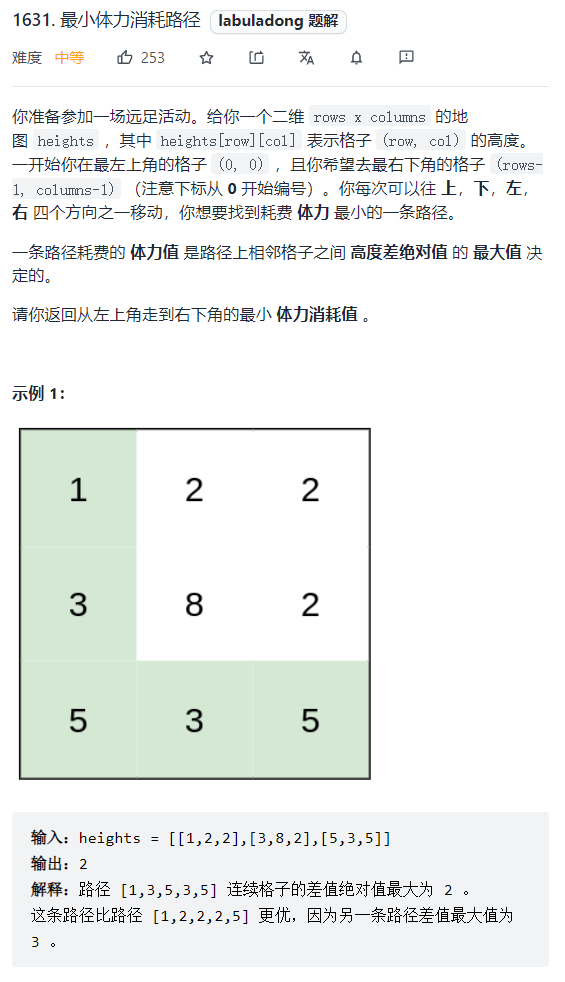 1631. 最小体力消耗路径 labuladong 题解
难度 中等 253
你准备参加一场远足活动。给你一个二维 rows x columns 的地
图 heights ，其中 heights[row][col] 表示格子 (row, col) 的高度。
一开始你在最左上角的格子 (0, 0) ，且你希望去最右下角的格子 (rows-
1, columns-1) （注意下标从 0 开始编号）。你每次可以往 上，下，左，
右 四个方向之一移动，你想要找到耗费 体力 最小的一条路径。
一条路径耗费的 体力值 是路径上相邻格子之间 高度差绝对值 的 最大值 决
定的。
请你返回从左上角走到右下角的最小 体力消耗值 。
示例 1：
1 2 2
3 8 2
5 3 5
输入：heights = [[1,2,2],[3,8,2],[5,3,5]]
输出：2
解释：路径 [1,3,5,3,5] 连续格子的差值绝对值最大为 2 。
这条路径比路径 [1,2,2,2,5] 更优，因为另一条路径差值最大值为
3 。